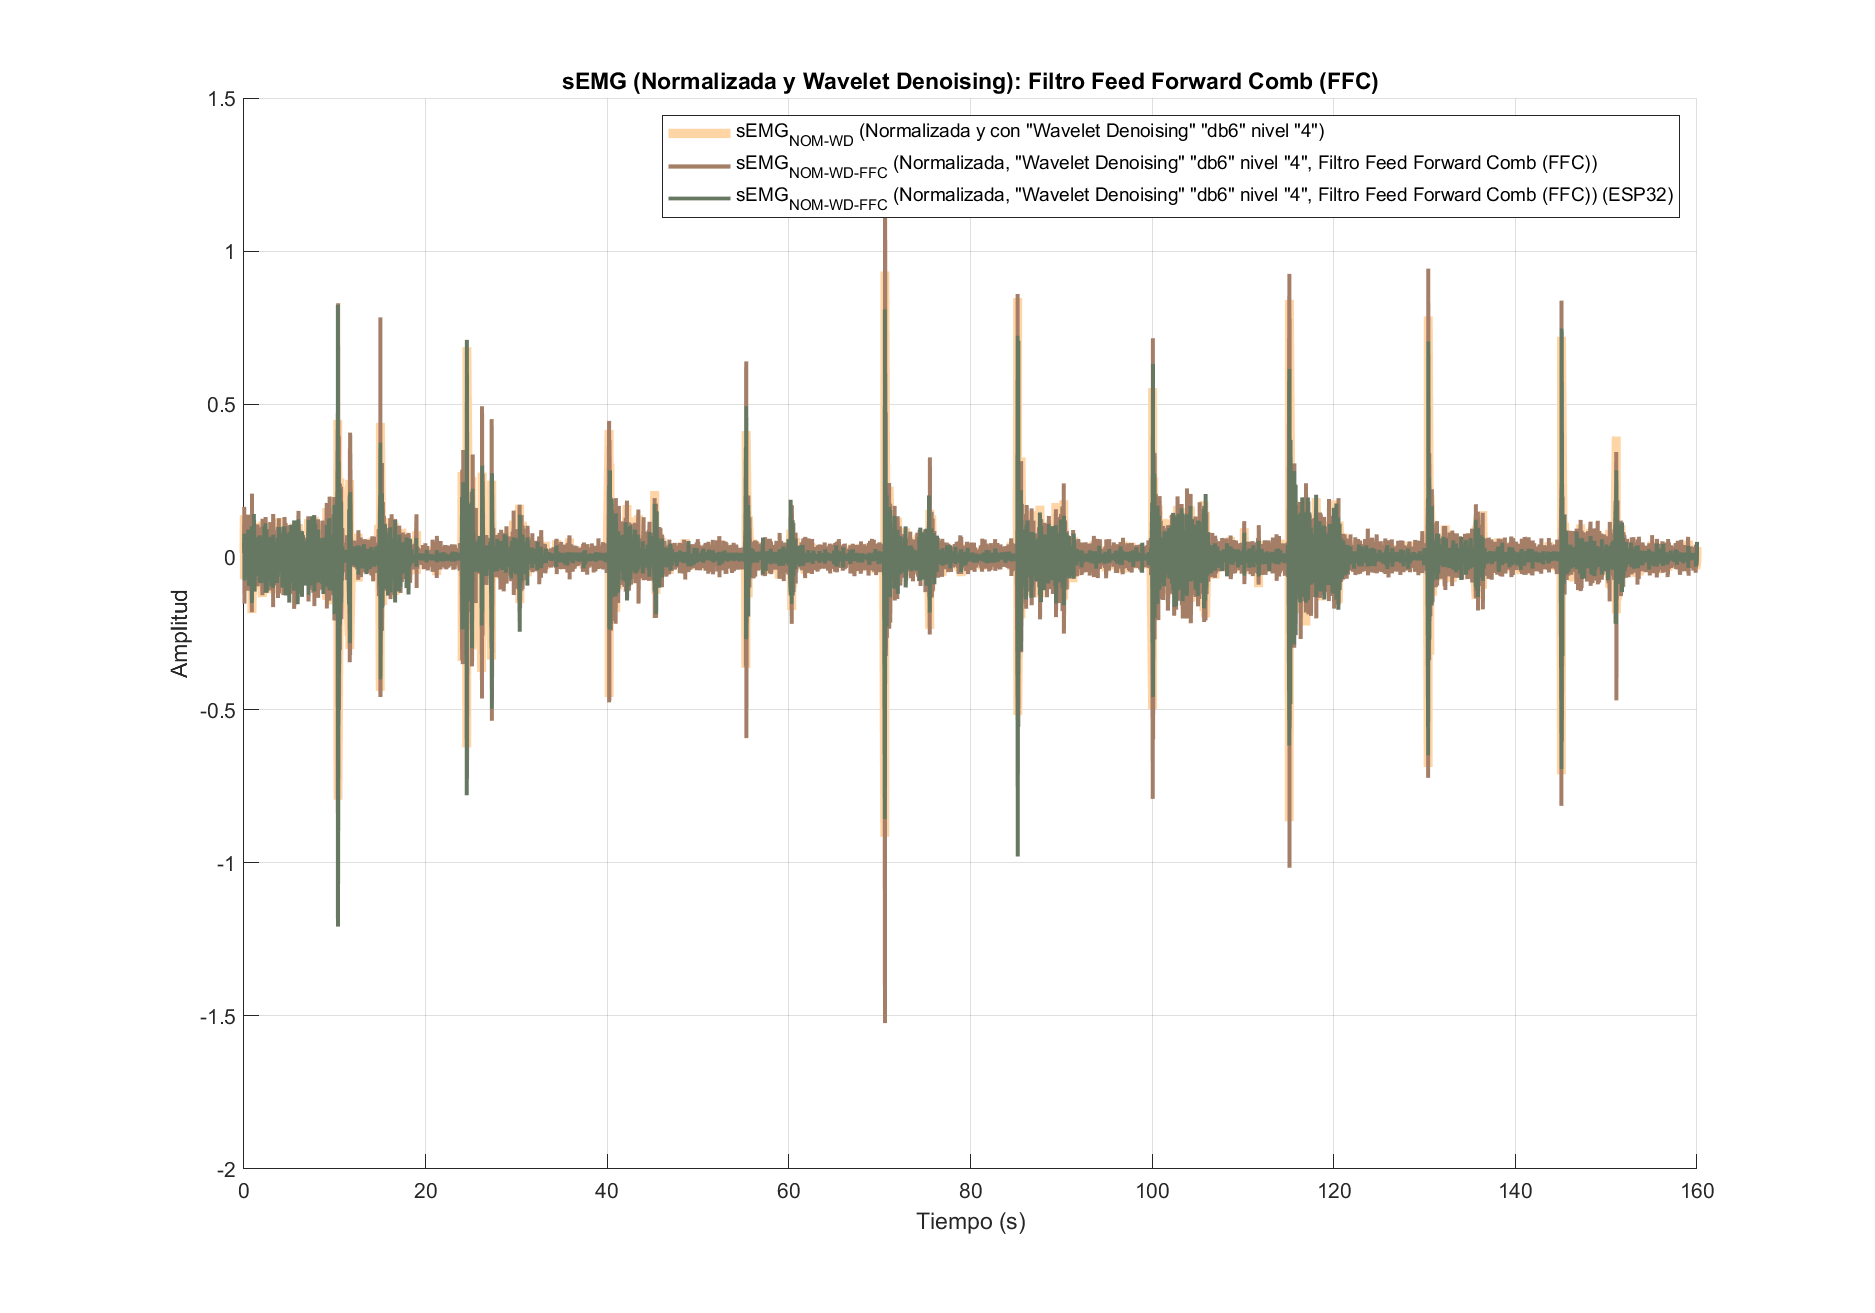 sEMG (Normalizada y Wavelet Denoising): Filtro Feed Forward Comb (FFC)
sEMG_NOM-WD (Normalizada y con "Wavelet Denoising" "db6" nivel "4")
sEMG_NOM-WD-FFC (Normalizada, "Wavelet Denoising" "db6" nivel "4", Filtro Feed Forward Comb (FFC))
sEMG_NOM-WD-FFC (Normalizada, "Wavelet Denoising" "db6" nivel "4", Filtro Feed Forward Comb (FFC)) (ESP32)
1.5
1
0.5
0
-0.5
-1
-1.5
-2
Amplitud
0 20 40 60 80 100 120 140 160
Tiempo (s)